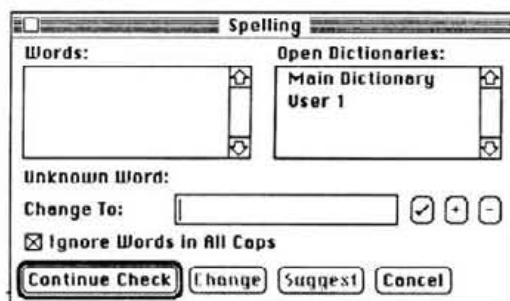 Spelling
Words: Open Dictionaries:
Main Dictionary
User 1
Unknown Word:
Change To:
Ignore Words in All Caps
Continue Check Change Suggest Cancel